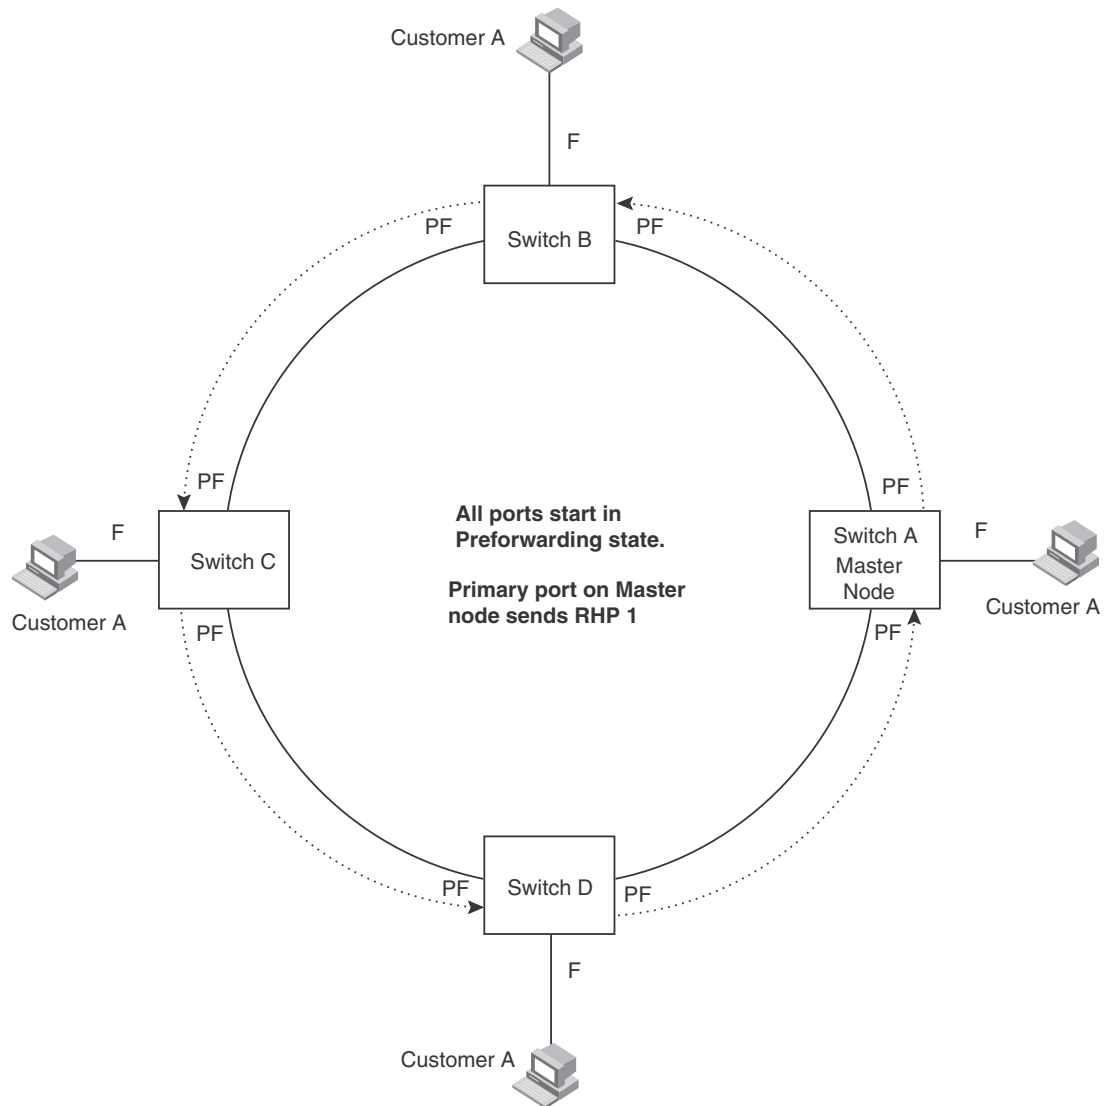 Customer A
F
PF
Switch B
PF
PF
PF
F
Switch C
Customer A
All ports start in
Preforwarding state.
Primary port on Master
node sends RHP 1
Switch A
Master
Node
F
Customer A
PF
PF
PF
Switch D
PF
F
Customer A